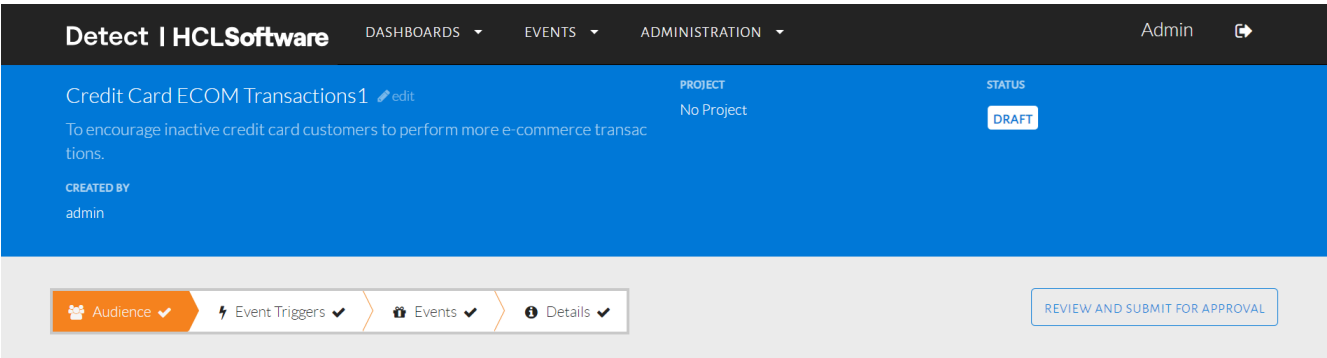 Detect | HCLSoftware DASHBOARDS EVENTS ADMINISTRATION Admin
Credit Card ECOM Transactions1 edit
To encourage inactive credit card customers to perform more e-commerce transac
tions.
CREATED BY
admin
PROJECT
No Project
STATUS
DRAFT
Audience Event Triggers Events Details REVIEW AND SUBMIT FOR APPROVAL